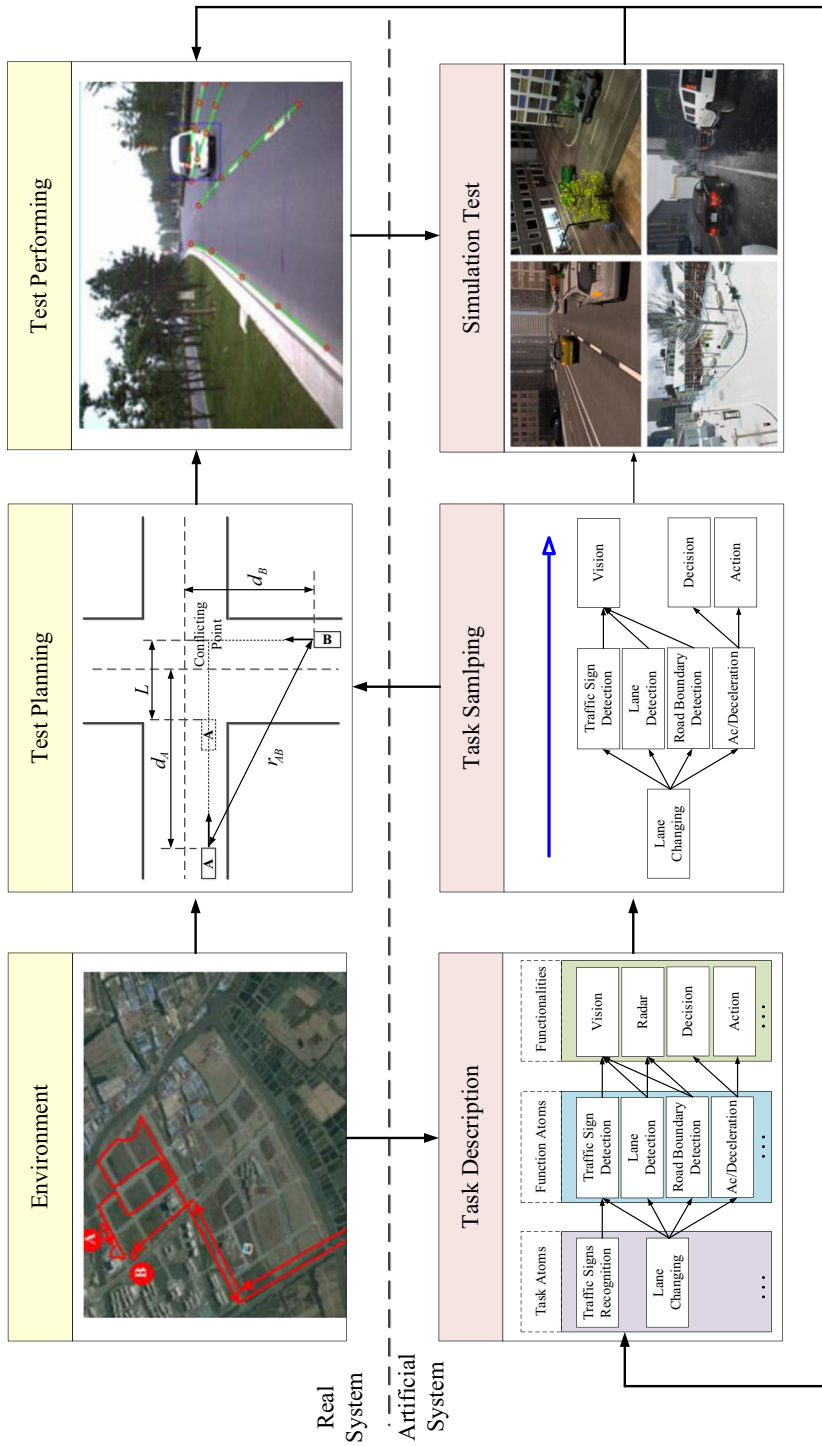 Real
System
Artificial
System
Environment
A
B
Test Planning
d_A
L
A
A
Conflicting
Point
r_AB
B
d_B
Test Performing
Task Description
Task Atoms
Traffic Signs
Recognition
Lane
Changing
...
Function Atoms
Traffic Sign
Detection
Lane
Detection
Road Boundary
Detection
Ac/Deceleration
...
Functionalities
Vision
Radar
Decision
Action
...
Task Samlping
Lane
Changing
Traffic Sign
Detection
Lane
Detection
Road Boundary
Detection
Ac/Deceleration
Vision
Decision
Action
Simulation Test